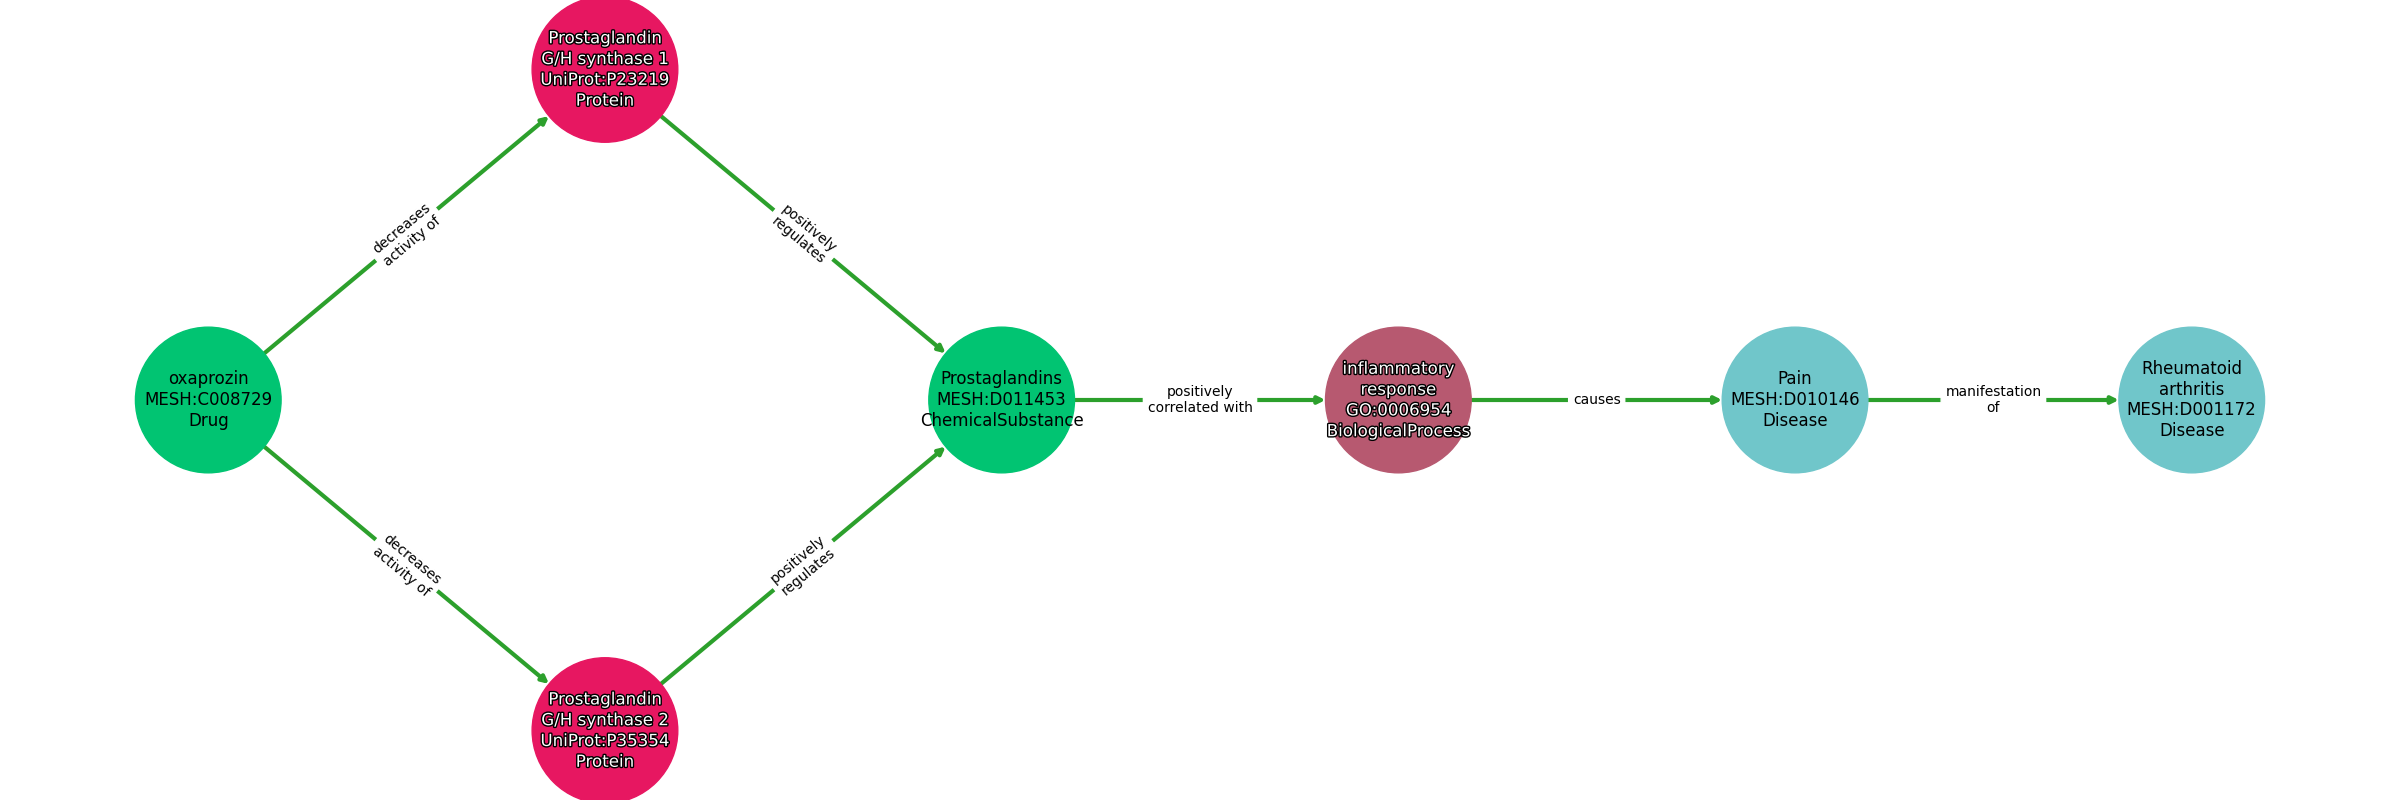 Prostaglandin
G/H synthase 1
UniProt:P23219
Protein
decreases
activity of
positively
regulates
oxaprozin
MESH:C008729
Drug
Prostaglandins
MESH:D011453
ChemicalSubstance
positively
correlated with
inflammatory
response
GO:0006954
BiologicalProcess
causes
Pain
MESH:D010146
Disease
manifestation
of
Rheumatoid
arthritis
MESH:D001172
Disease
decreases
activity of
positively
regulates
Prostaglandin
G/H synthase 2
UniProt:P35354
Protein